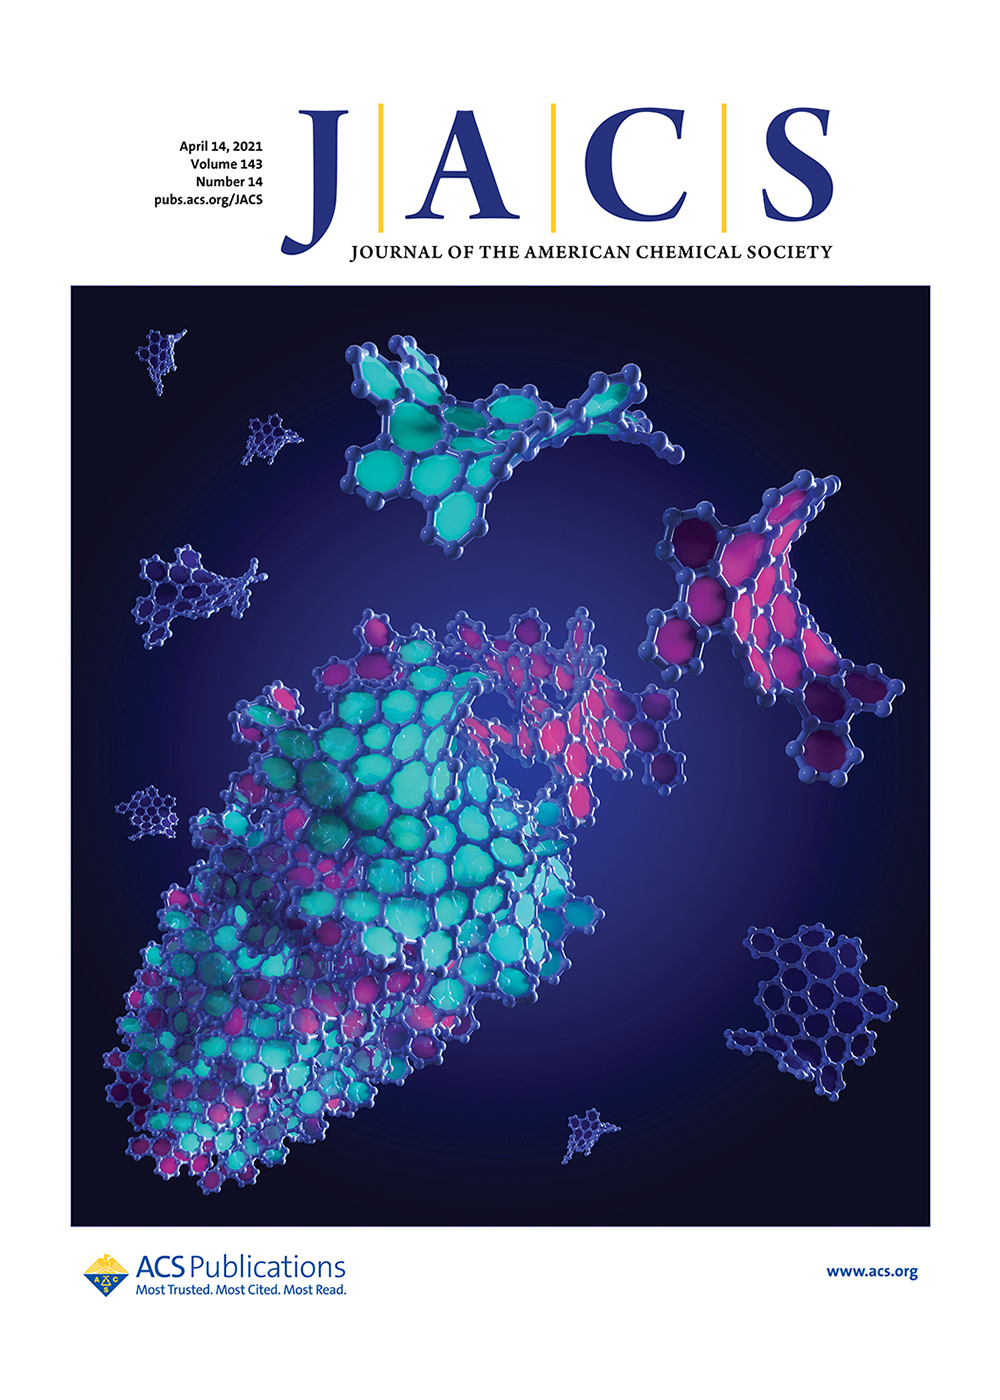 April 14, 2021
Volume 143
Number 14
pubs.acs.org/JACS
J|A|C|S
JOURNAL OF THE AMERICAN CHEMICAL SOCIETY
A C S
ACS Publications
Most Trusted. Most Cited. Most Read.
www.acs.org